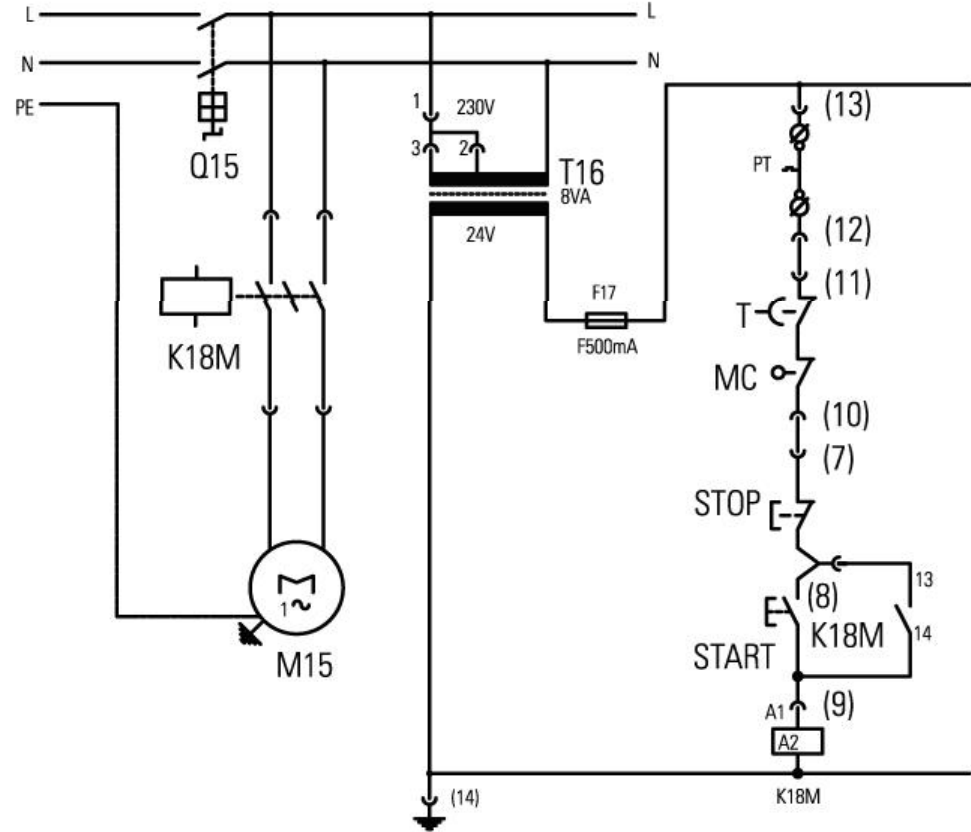 L
L
N
N
PE
Q15
1
230V
3
2
T16
8VA
24V
F17
F500mA
K18M
M
1~
M15
(13)
PT
(12)
(11)
T
MC
(10)
(7)
STOP
13
(8)
K18M
14
START
A1
(9)
A2
K18M
(14)